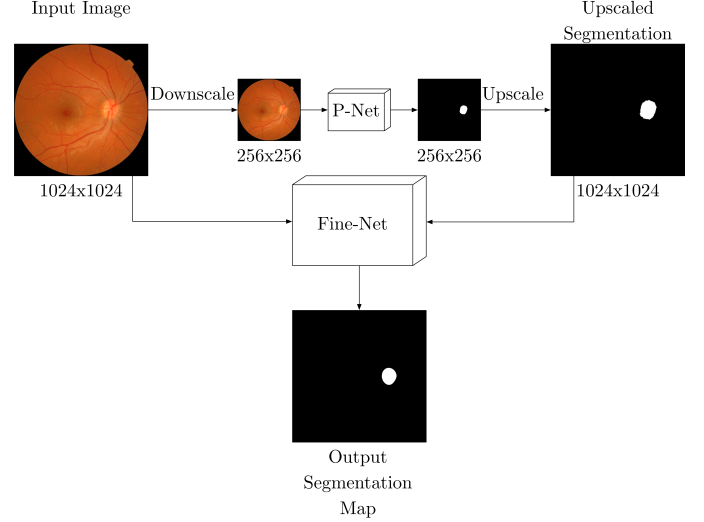 Input Image
Upscaled
Segmentation
Downscale
P-Net
Upscale
256x256
256x256
1024x1024
1024x1024
Fine-Net
Output
Segmentation
Map